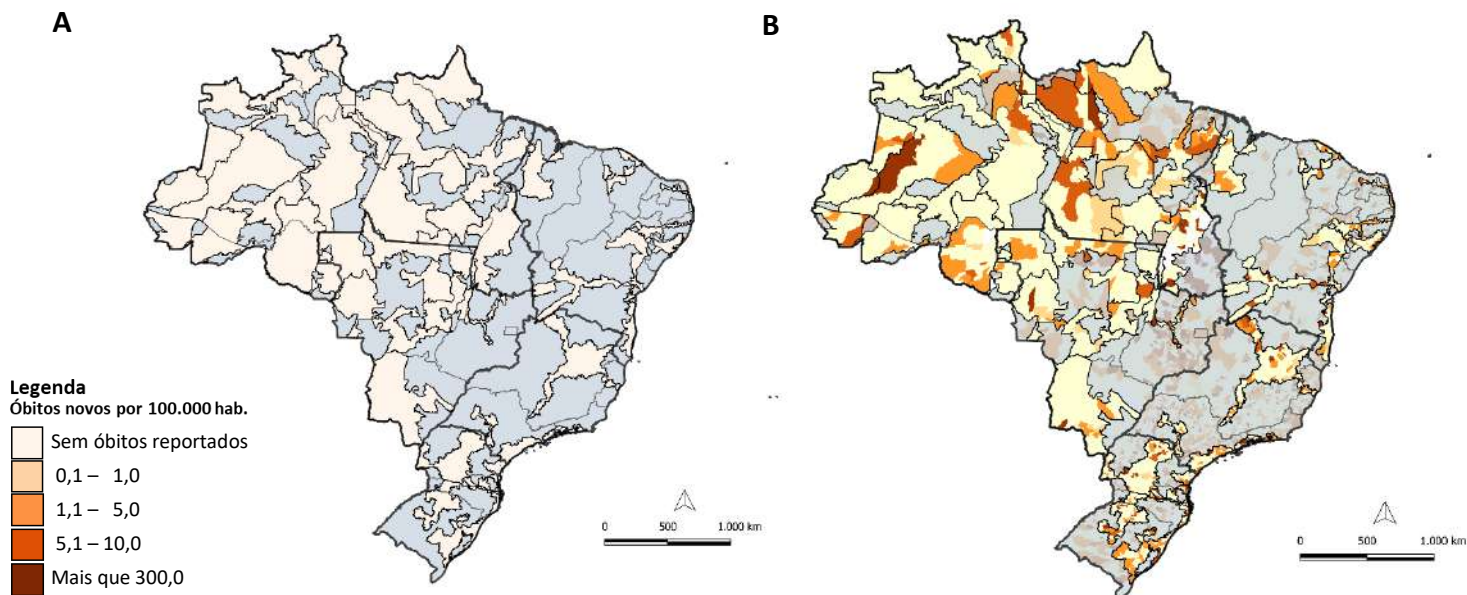 A
B
Legenda
Óbitos novos por 100.000 hab.
Sem óbitos reportados
0,1 – 1,0
1,1 – 5,0
5,1 – 10,0
Mais que 300,0
0 500 1.000 km
0 500 1.000 km